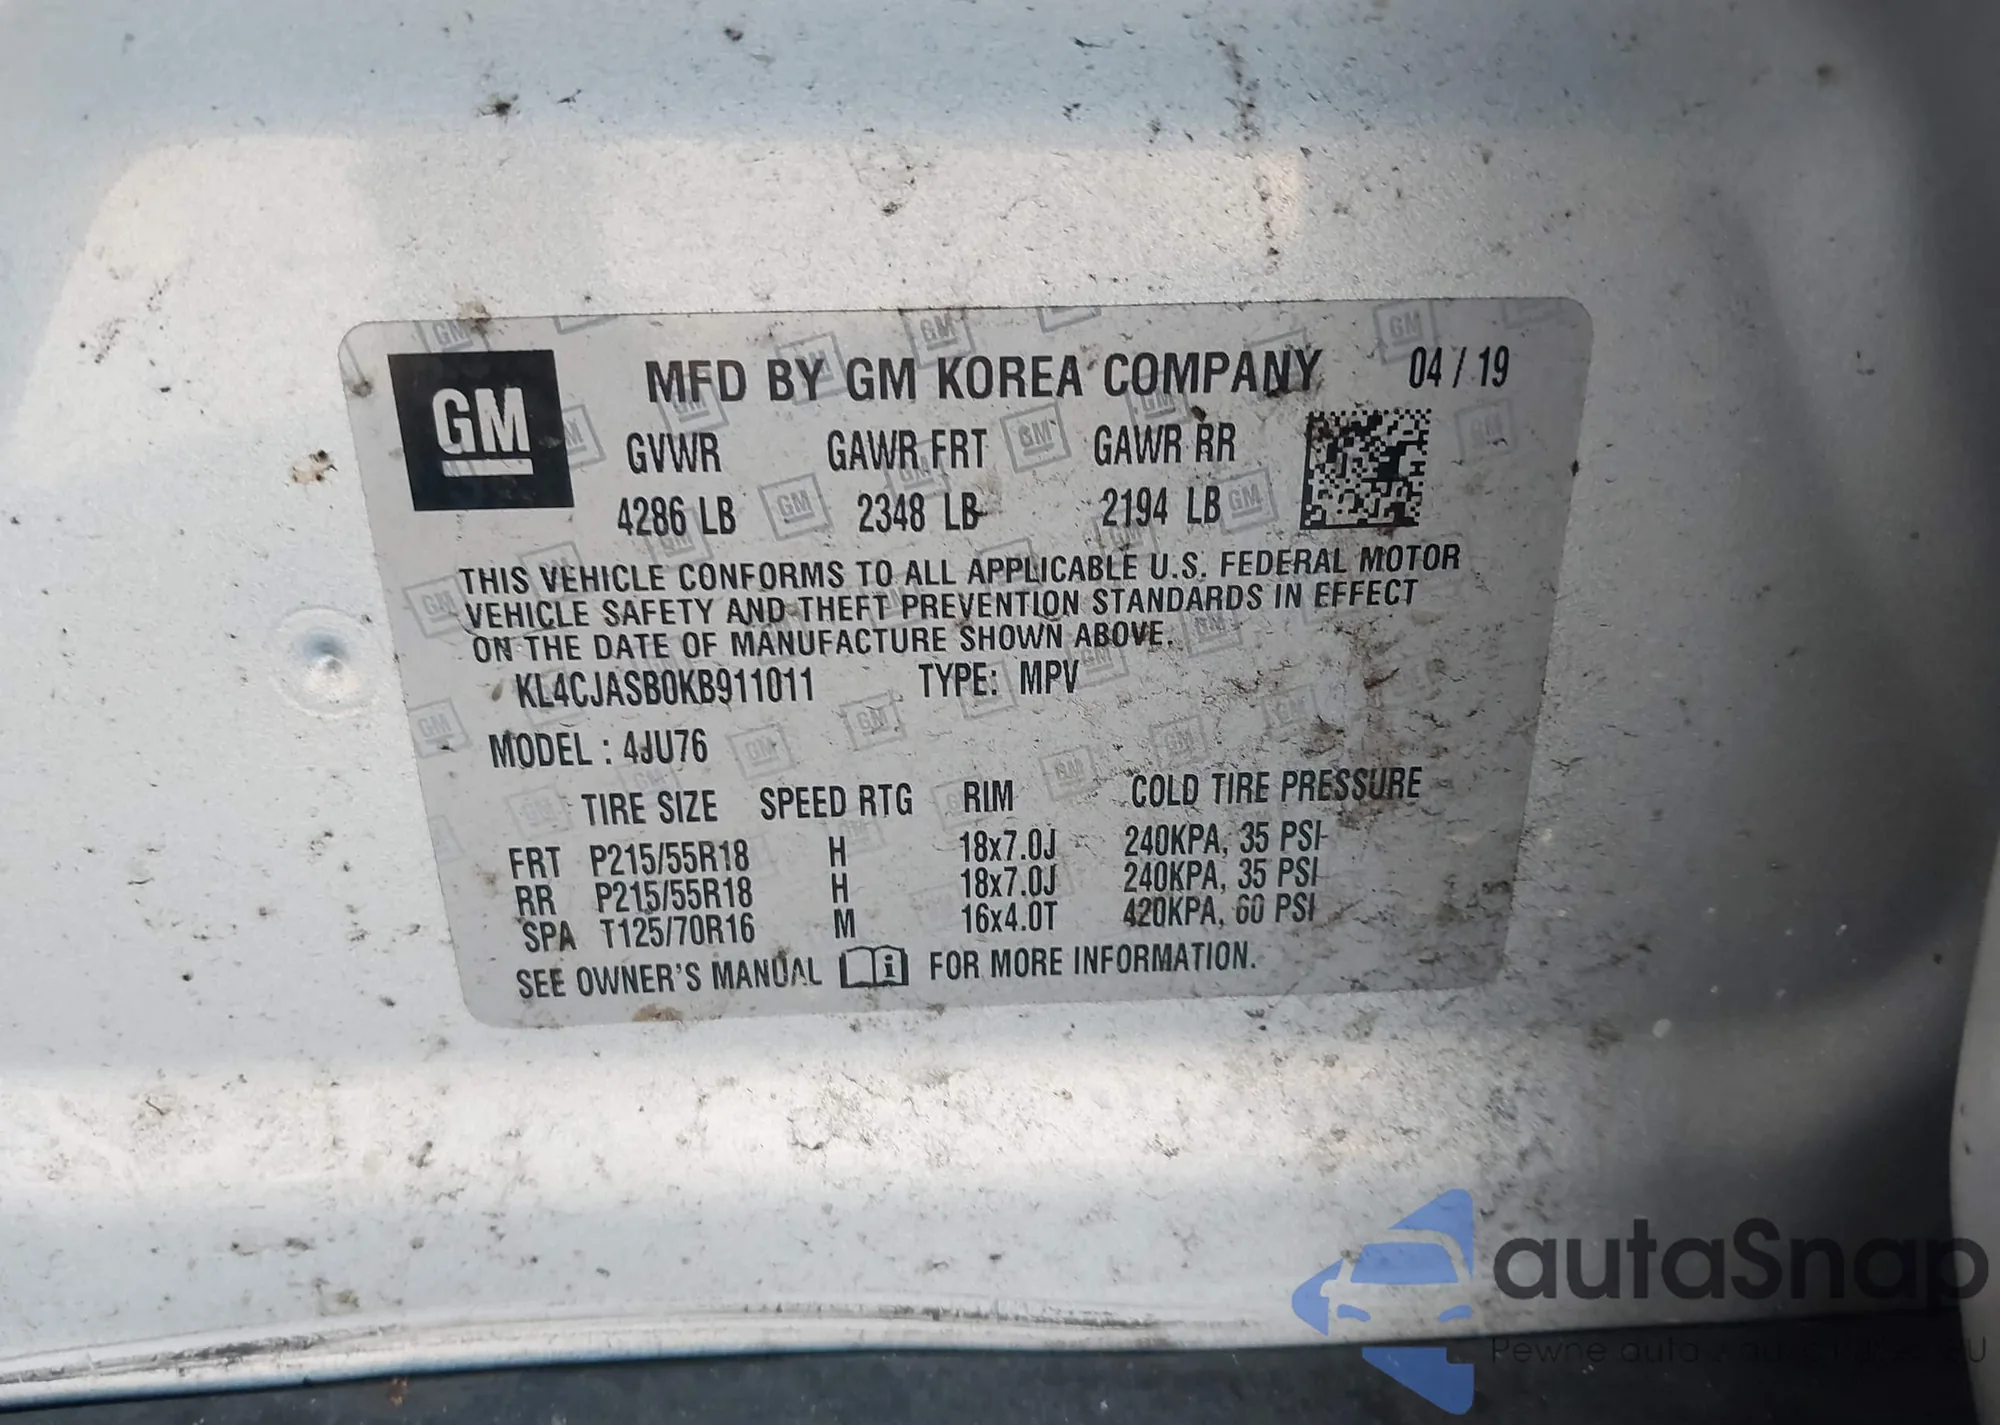 GM
MFD BY GM KOREA COMPANY 04 / 19
GVWR GAWR FRT GAWR RR
4286 LB 2348 LB 2194 LB
THIS VEHICLE CONFORMS TO ALL APPLICABLE U.S. FEDERAL MOTOR
VEHICLE SAFETY AND THEFT PREVENTION STANDARDS IN EFFECT
ON THE DATE OF MANUFACTURE SHOWN ABOVE.
KL4CJASB0KB911011 TYPE: MPV
MODEL : 4JU76
TIRE SIZE SPEED RTG RIM COLD TIRE PRESSURE
FRT P215/55R18 H 18x7.0J 240KPA, 35 PSI
RR P215/55R18 H 18x7.0J 240KPA, 35 PSI
SPA T125/70R16 M 16x4.0T 420KPA, 60 PSI
SEE OWNER'S MANUAL FOR MORE INFORMATION.
autaSnap
Pewne auta z